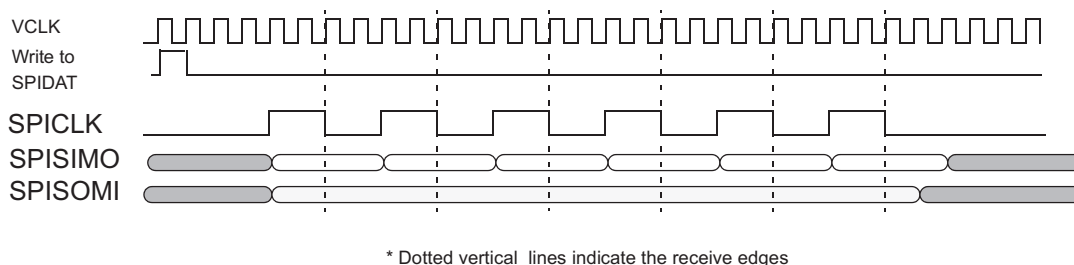 VCLK
Write to
SPIDAT
SPICLK
SPISIMO
SPISOMI
* Dotted vertical lines indicate the receive edges